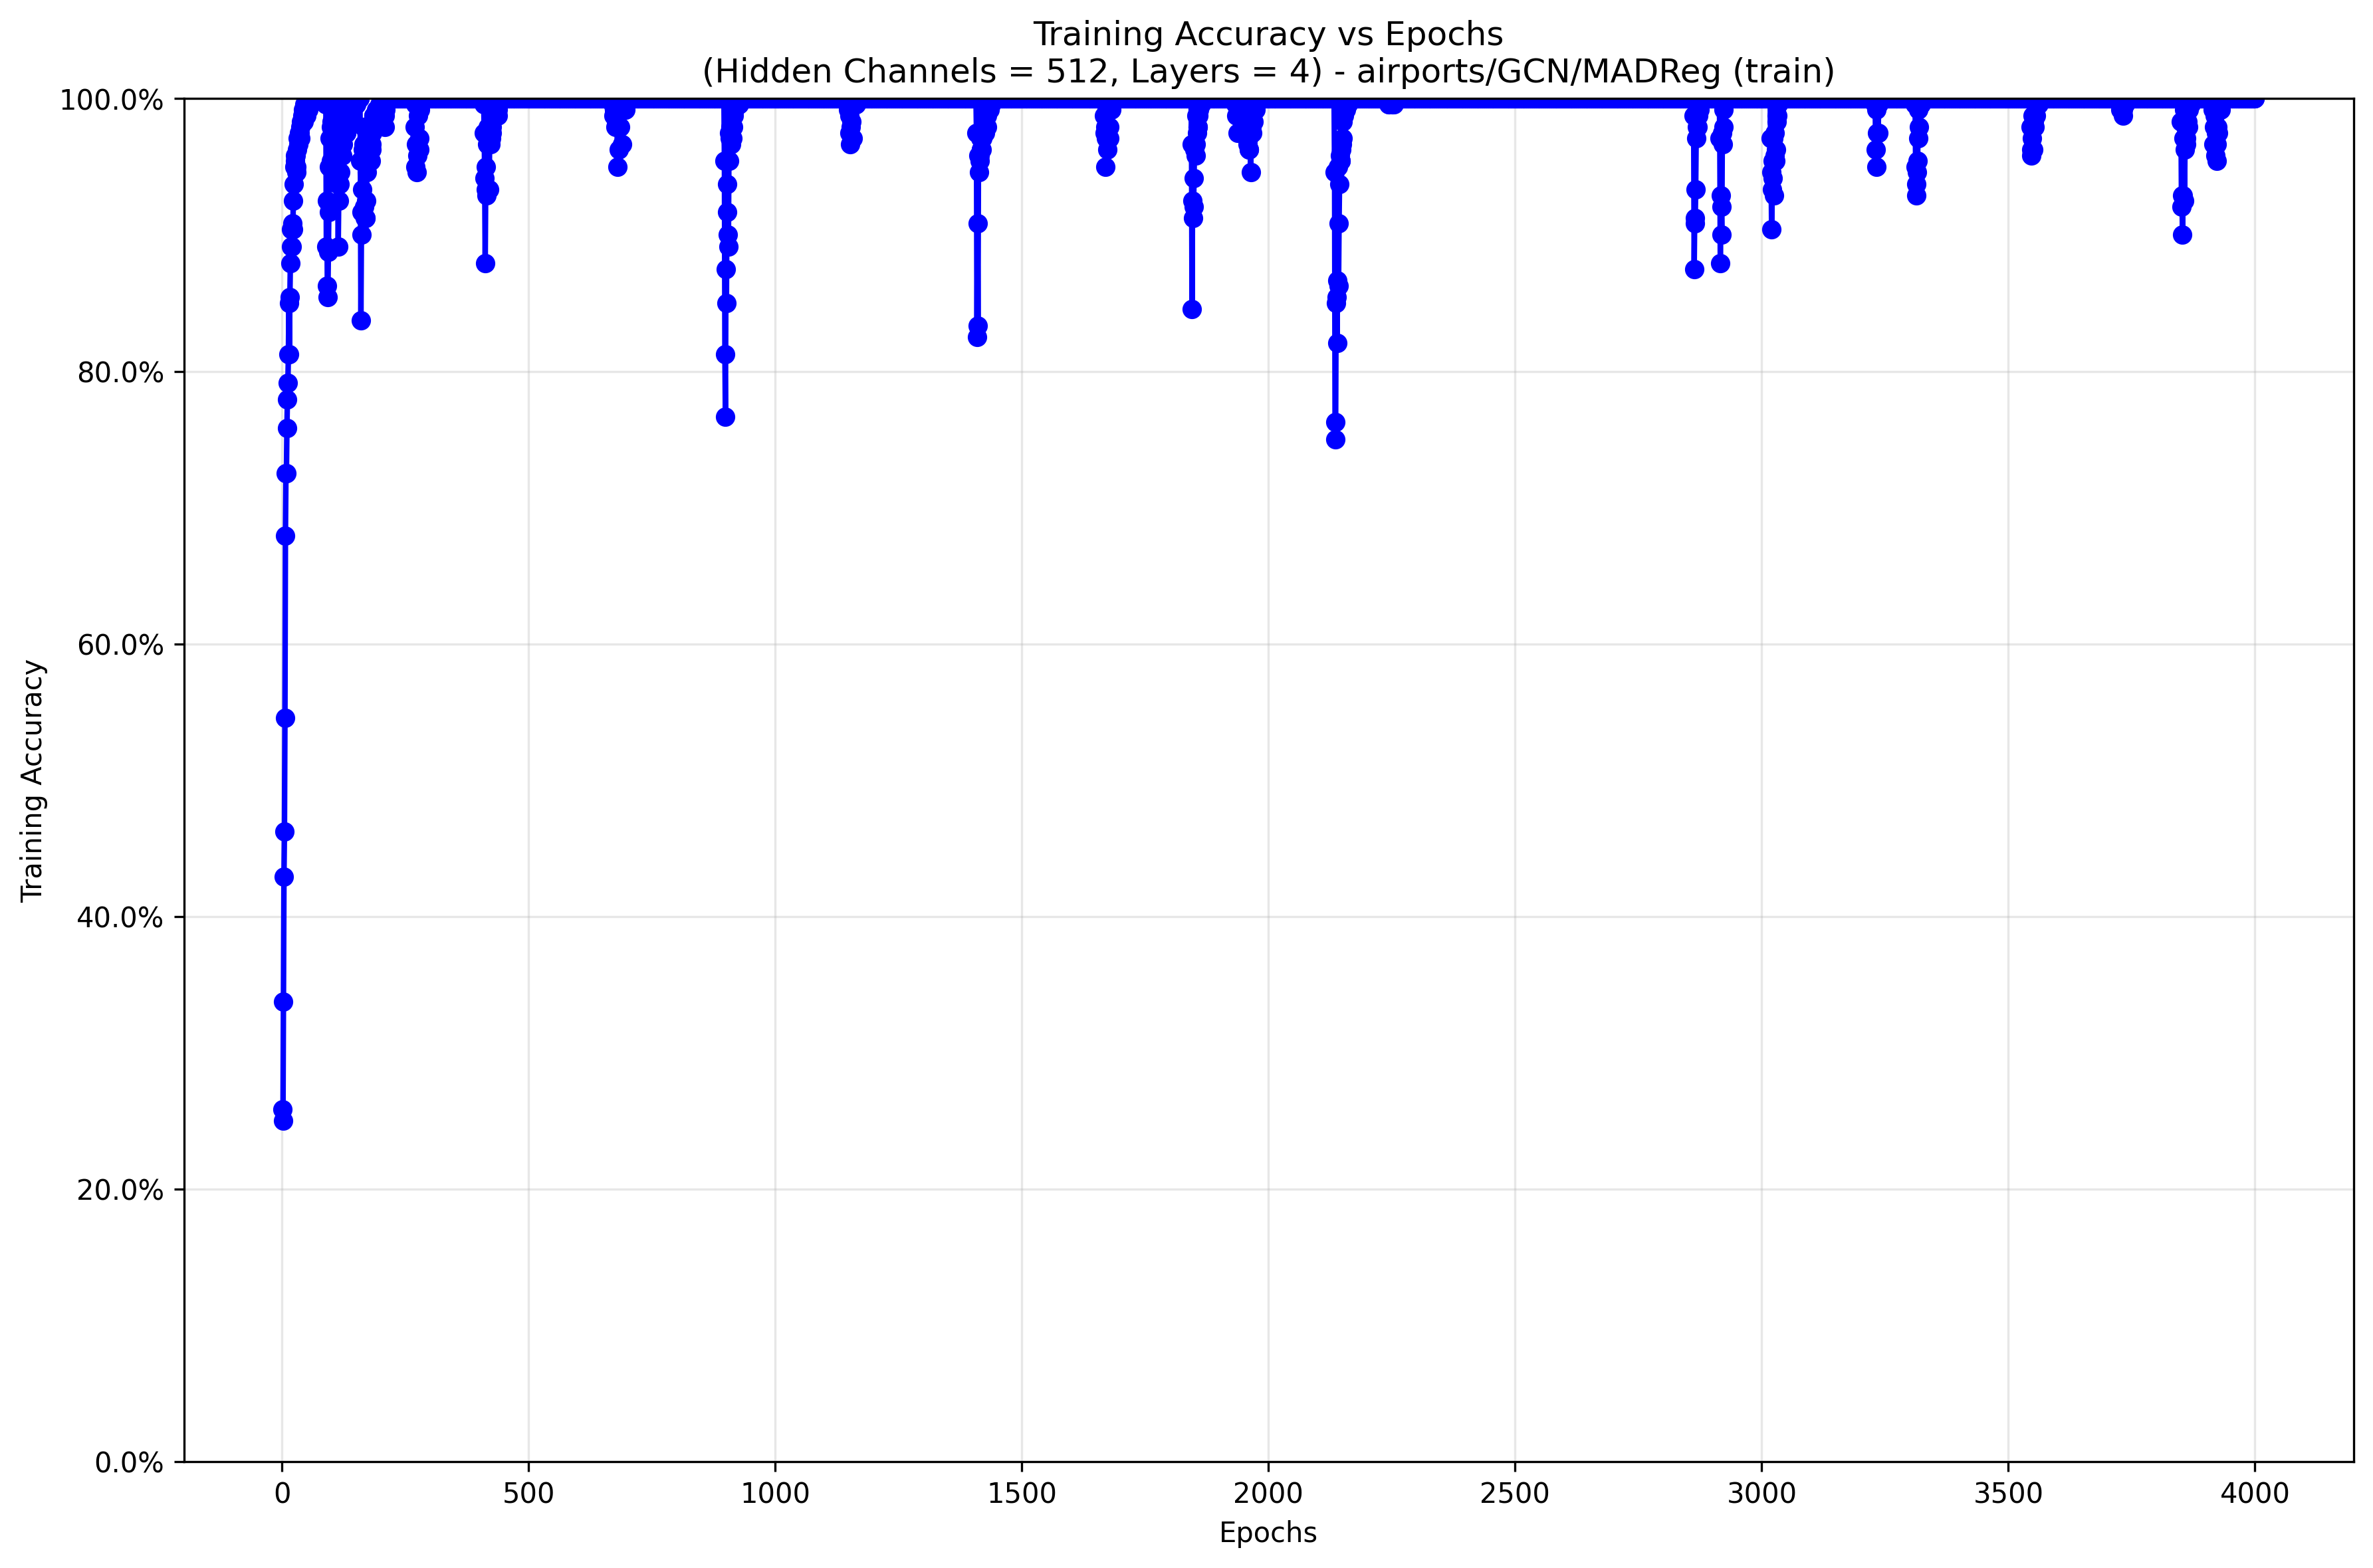 Training Accuracy vs Epochs
(Hidden Channels = 512, Layers = 4) - airports/GCN/MADReg (train)
100.0%
80.0%
60.0%
40.0%
20.0%
0.0%
Training Accuracy
0 500 1000 1500 2000 2500 3000 3500 4000
Epochs